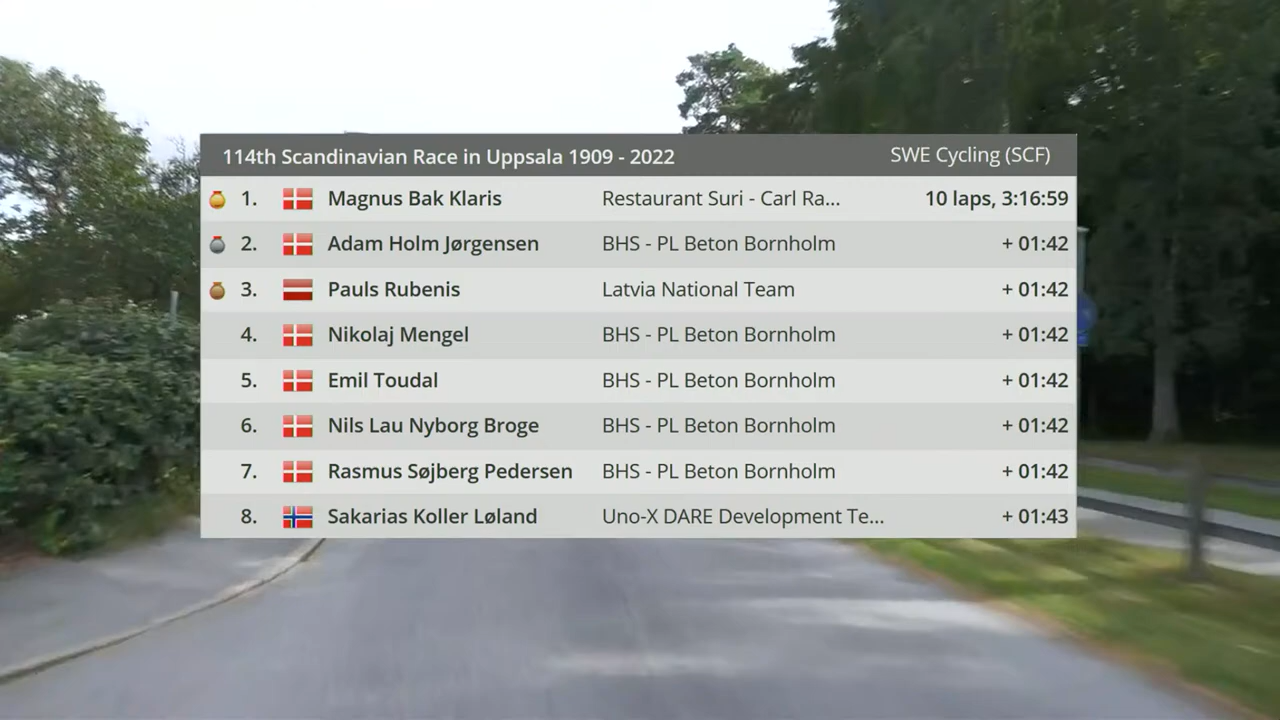 114th Scandinavian Race in Uppsala 1909 - 2022 SWE Cycling (SCF)
1. Magnus Bak Klaris Restaurant Suri - Carl Ra... 10 laps, 3:16:59
2. Adam Holm Jørgensen BHS - PL Beton Bornholm + 01:42
3. Pauls Rubenis Latvia National Team + 01:42
4. Nikolaj Mengel BHS - PL Beton Bornholm + 01:42
5. Emil Toudal BHS - PL Beton Bornholm + 01:42
6. Nils Lau Nyborg Broge BHS - PL Beton Bornholm + 01:42
7. Rasmus Søjberg Pedersen BHS - PL Beton Bornholm + 01:42
8. Sakarias Koller Løland Uno-X DARE Development Te... + 01:43